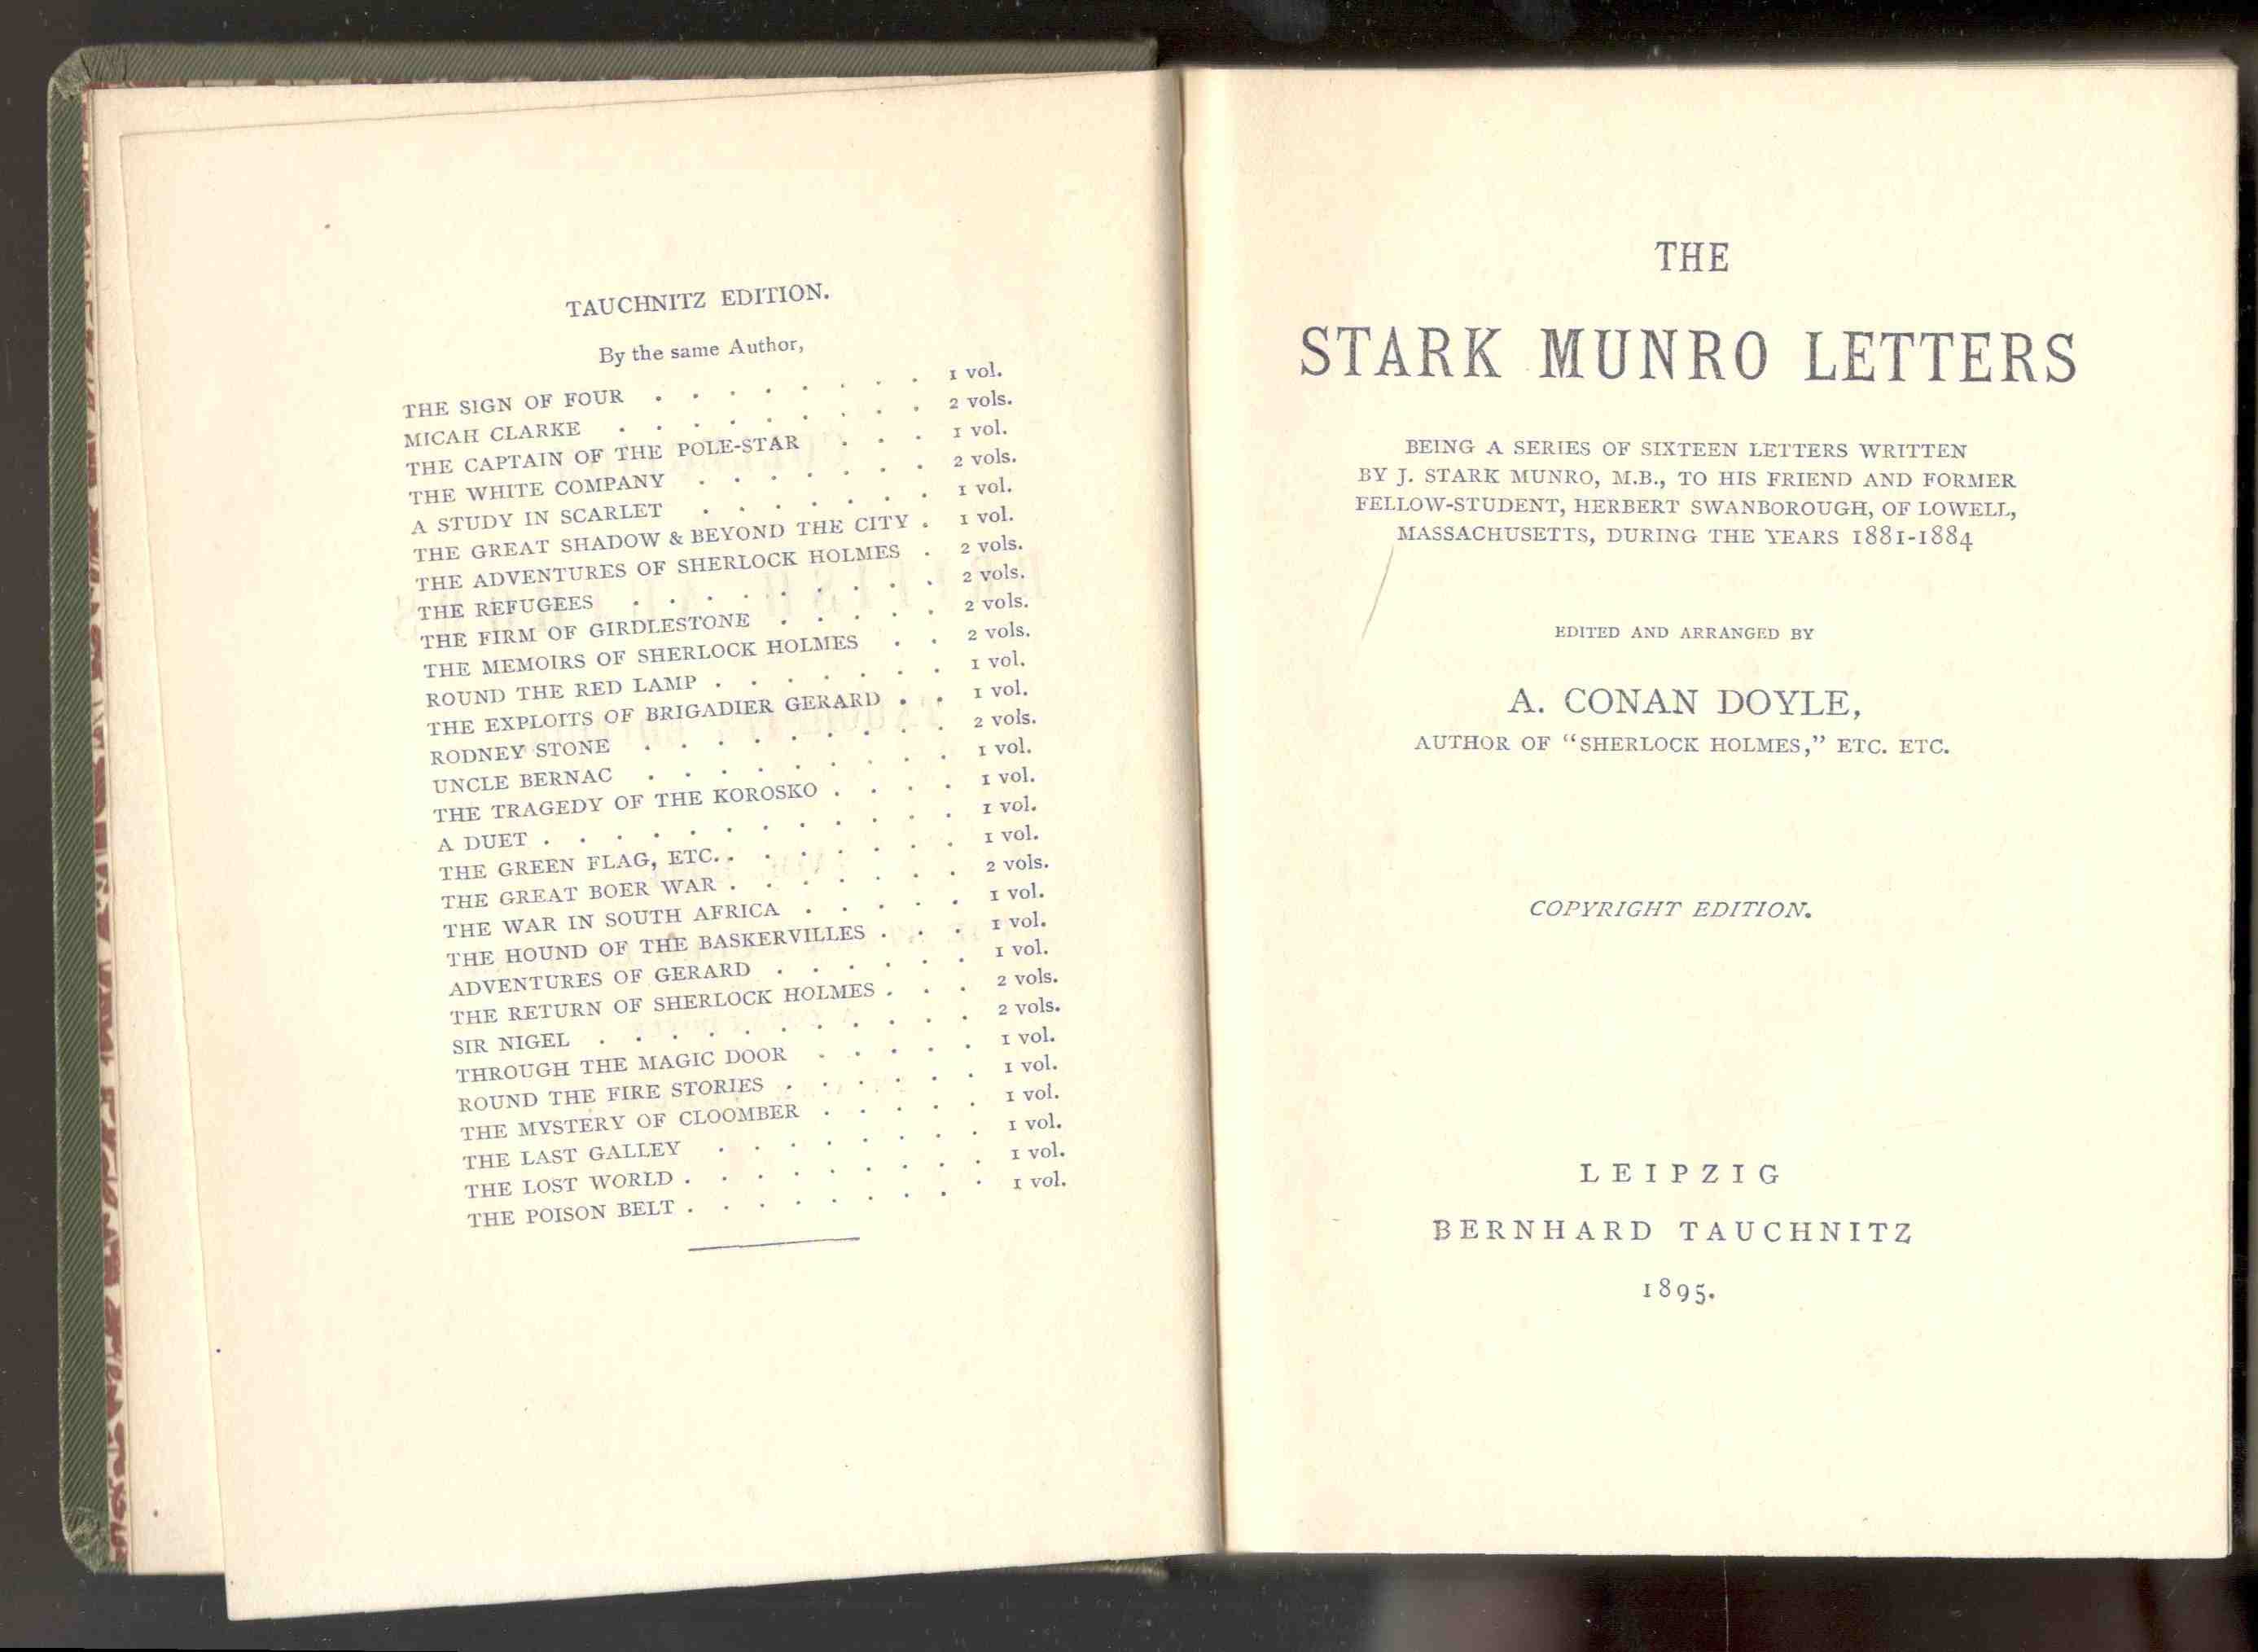 TAUCHNITZ EDITION.
By the same Author,
THE SIGN OF FOUR . . . . . . . . 1 vol.
MICAH CLARKE . . . . . . . . . 2 vols.
THE CAPTAIN OF THE POLE-STAR . . . 1 vol.
THE WHITE COMPANY . . . . . . . 2 vols.
A STUDY IN SCARLET . . . . . . . 1 vol.
THE GREAT SHADOW & BEYOND THE CITY . 1 vol.
THE ADVENTURES OF SHERLOCK HOLMES . 2 vols.
THE REFUGEES . . . . . . . . . 2 vols.
THE FIRM OF GIRDLESTONE . . . . . 2 vols.
THE MEMOIRS OF SHERLOCK HOLMES . . 2 vols.
ROUND THE RED LAMP . . . . . . . 1 vol.
THE EXPLOITS OF BRIGADIER GERARD . . 1 vol.
RODNEY STONE . . . . . . . . . 2 vols.
UNCLE BERNAC . . . . . . . . . 1 vol.
THE TRAGEDY OF THE KOROSKO . . . . 1 vol.
A DUET . . . . . . . . . . . . 1 vol.
THE GREEN FLAG, ETC. . . . . . . . 1 vol.
THE GREAT BOER WAR . . . . . . . 2 vols.
THE WAR IN SOUTH AFRICA . . . . . 1 vol.
THE HOUND OF THE BASKERVILLES . . . 1 vol.
ADVENTURES OF GERARD . . . . . . 1 vol.
THE RETURN OF SHERLOCK HOLMES . . . 2 vols.
SIR NIGEL . . . . . . . . . . . 2 vols.
THROUGH THE MAGIC DOOR . . . . . 1 vol.
ROUND THE FIRE STORIES . . . . . . 1 vol.
THE MYSTERY OF CLOOMBER . . . . . 1 vol.
THE LAST GALLEY . . . . . . . . 1 vol.
THE LOST WORLD . . . . . . . . . 1 vol.
THE POISON BELT . . . . . . . . . 1 vol.
THE
STARK MUNRO LETTERS
BEING A SERIES OF SIXTEEN LETTERS WRITTEN
BY J. STARK MUNRO, M.B., TO HIS FRIEND AND FORMER
FELLOW-STUDENT, HERBERT SWANBOROUGH, OF LOWELL,
MASSACHUSETTS, DURING THE YEARS 1881-1884
EDITED AND ARRANGED BY
A. CONAN DOYLE,
AUTHOR OF "SHERLOCK HOLMES," ETC. ETC.
COPYRIGHT EDITION.
LEIPZIG
BERNHARD TAUCHNITZ
1895.